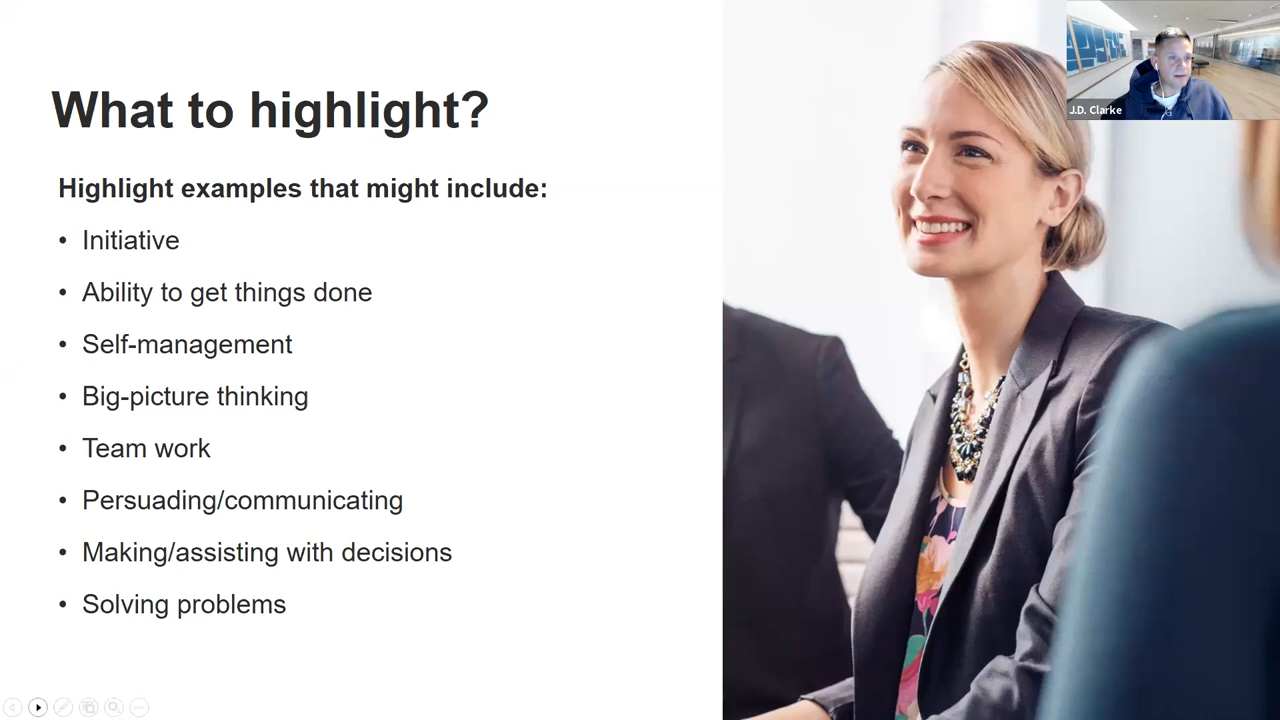 What to highlight?
Highlight examples that might include:
• Initiative
• Ability to get things done
• Self-management
• Big-picture thinking
• Team work
• Persuading/communicating
• Making/assisting with decisions
• Solving problems
J.D. Clarke